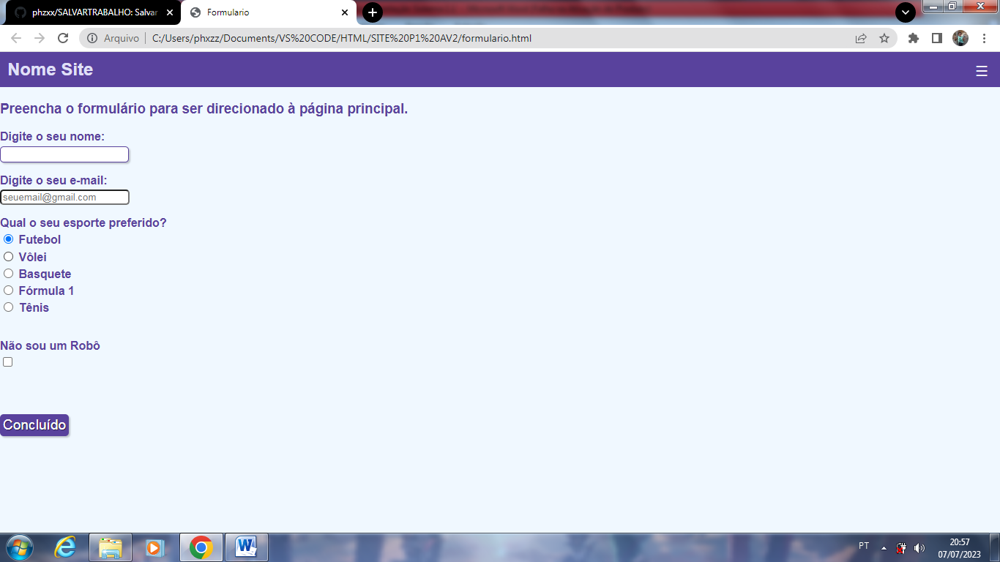 phzxx/SALVARTRABALHO: Salvar
Formulario
Arquivo
C:/Users/phxzz/Documents/VS%20CODE/HTML/SITE%20P1%20AV2/formulario.html
Nome Site
Preencha o formulário para ser direcionado à página principal.
Digite o seu nome:
Digite o seu e-mail:
seuemail@gmail.com
Qual o seu esporte preferido?
Futebol
Vôlei
Basquete
Fórmula 1
Tênis
Não sou um Robô
Concluído
PT
20:57
07/07/2023